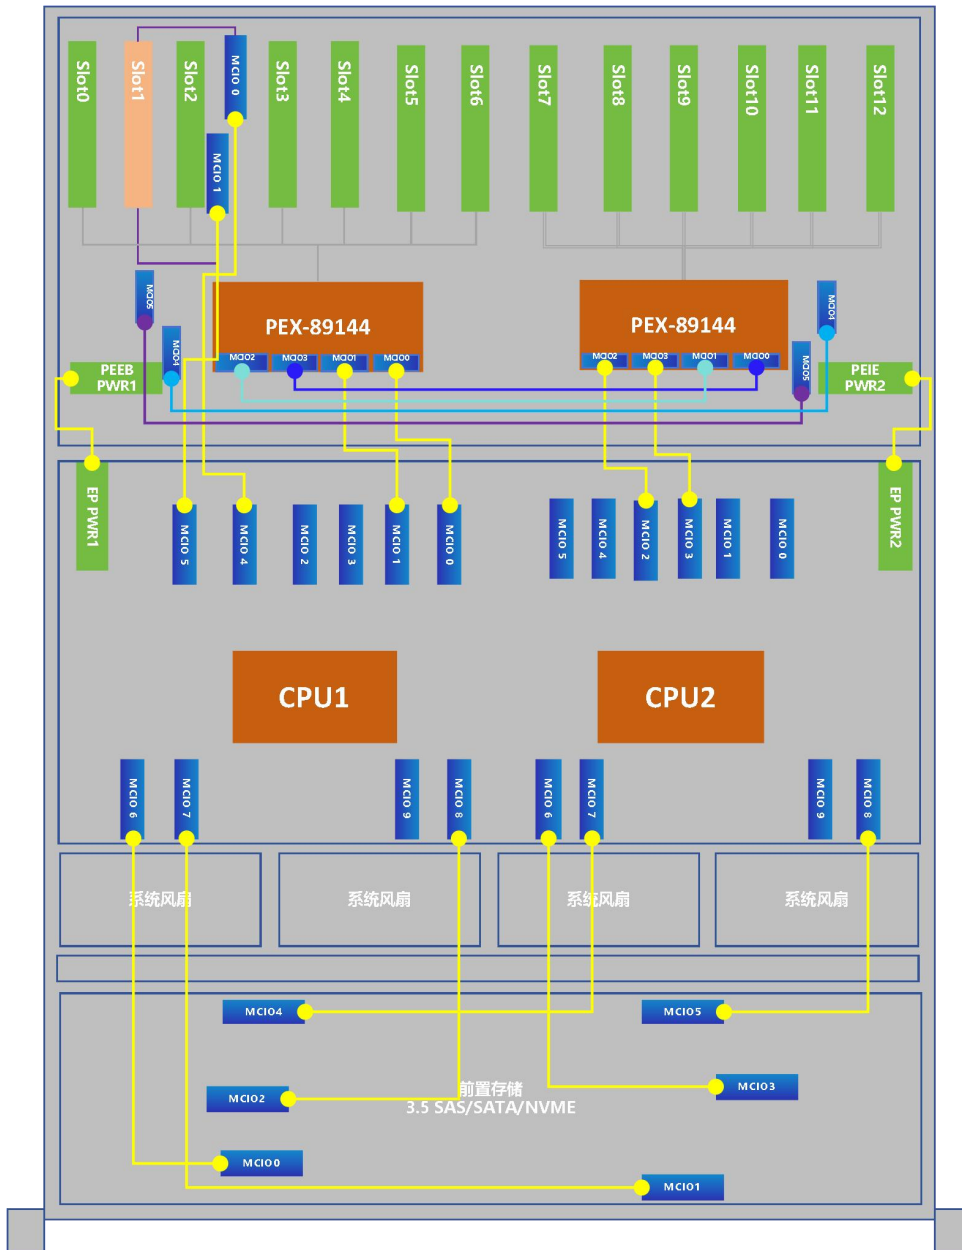 Slot0
Slot1
Slot2
MCIO 0
Slot3
Slot4
Slot5
Slot6
Slot7
Slot8
Slot9
Slot10
Slot11
Slot12
MCIO 1
MCIO5
MCIO4
PEX-89144
MCIO2
MCIO3
MCIO1
MCIO0
PEX-89144
MCIO2
MCIO3
MCIO1
MCIO0
MCIO4
MCIO5
PEEB
PWR1
PEIE
PWR2
EP PWR1
MCIO 5
MCIO 4
MCIO 2
MCIO 3
MCIO 1
MCIO 0
MCIO 5
MCIO 4
MCIO 2
MCIO 3
MCIO 1
MCIO 0
EP PWR2
CPU1
CPU2
MCIO 6
MCIO 7
MCIO 9
MCIO 8
MCIO 6
MCIO 7
MCIO 9
MCIO 8
系统风扇
系统风扇
系统风扇
系统风扇
MCIO4
MCIO5
MCIO2
前置存储
3.5 SAS/SATA/NVME
MCIO3
MCIO0
MCIO1